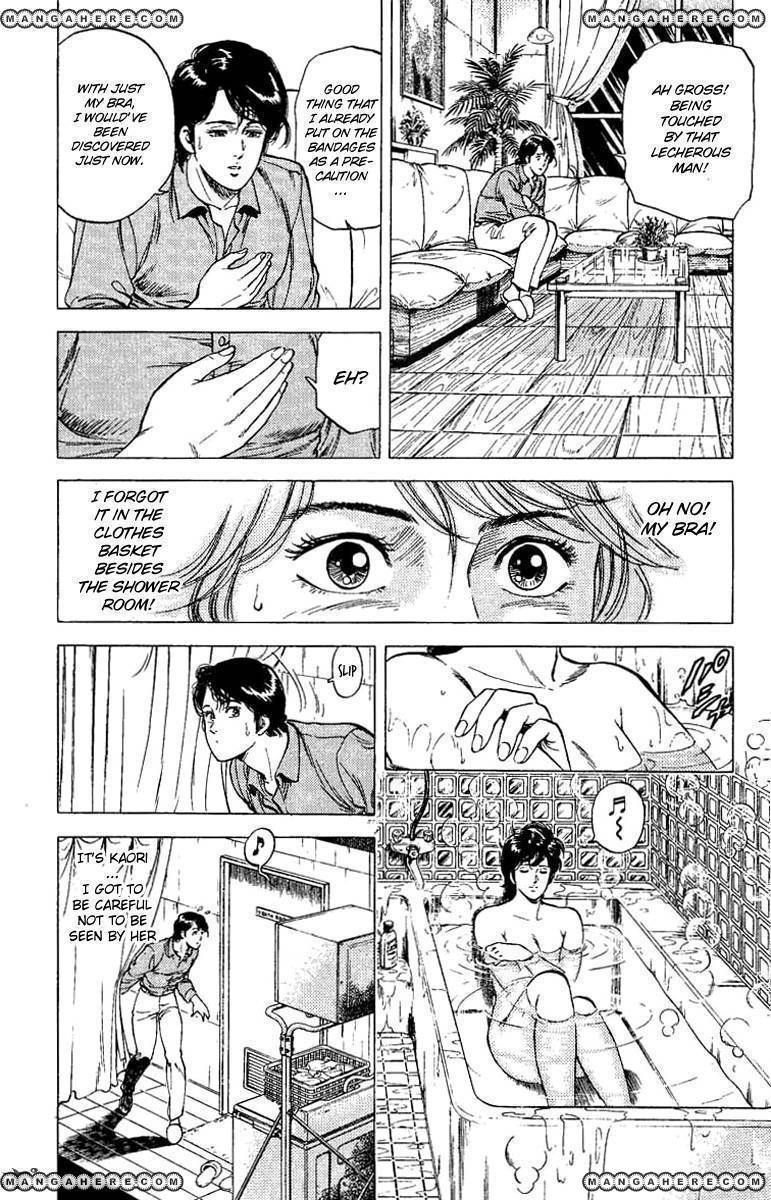 MANGAHERE.COM
MANGAHERE.COM
AH GROSS!
BEING
TOUCHED
BY THAT
LECHEROUS
MAN!
GOOD
THING THAT
I ALREADY
PUT ON THE
BANDAGES
AS A PRE-
CAUTION
...
WITH JUST
MY BRA,
I WOULD'VE
BEEN
DISCOVERED
JUST NOW.
EH?
OH NO!
MY BRA!
I FORGOT
IT IN THE
CLOTHES
BASKET
BESIDES
THE SHOWER
ROOM!
SLIP
IT'S KAORI
...
I GOT TO
BE CAREFUL
NOT TO BE
SEEN BY HER
MANGAHERE.COM
MANGAHERE.COM